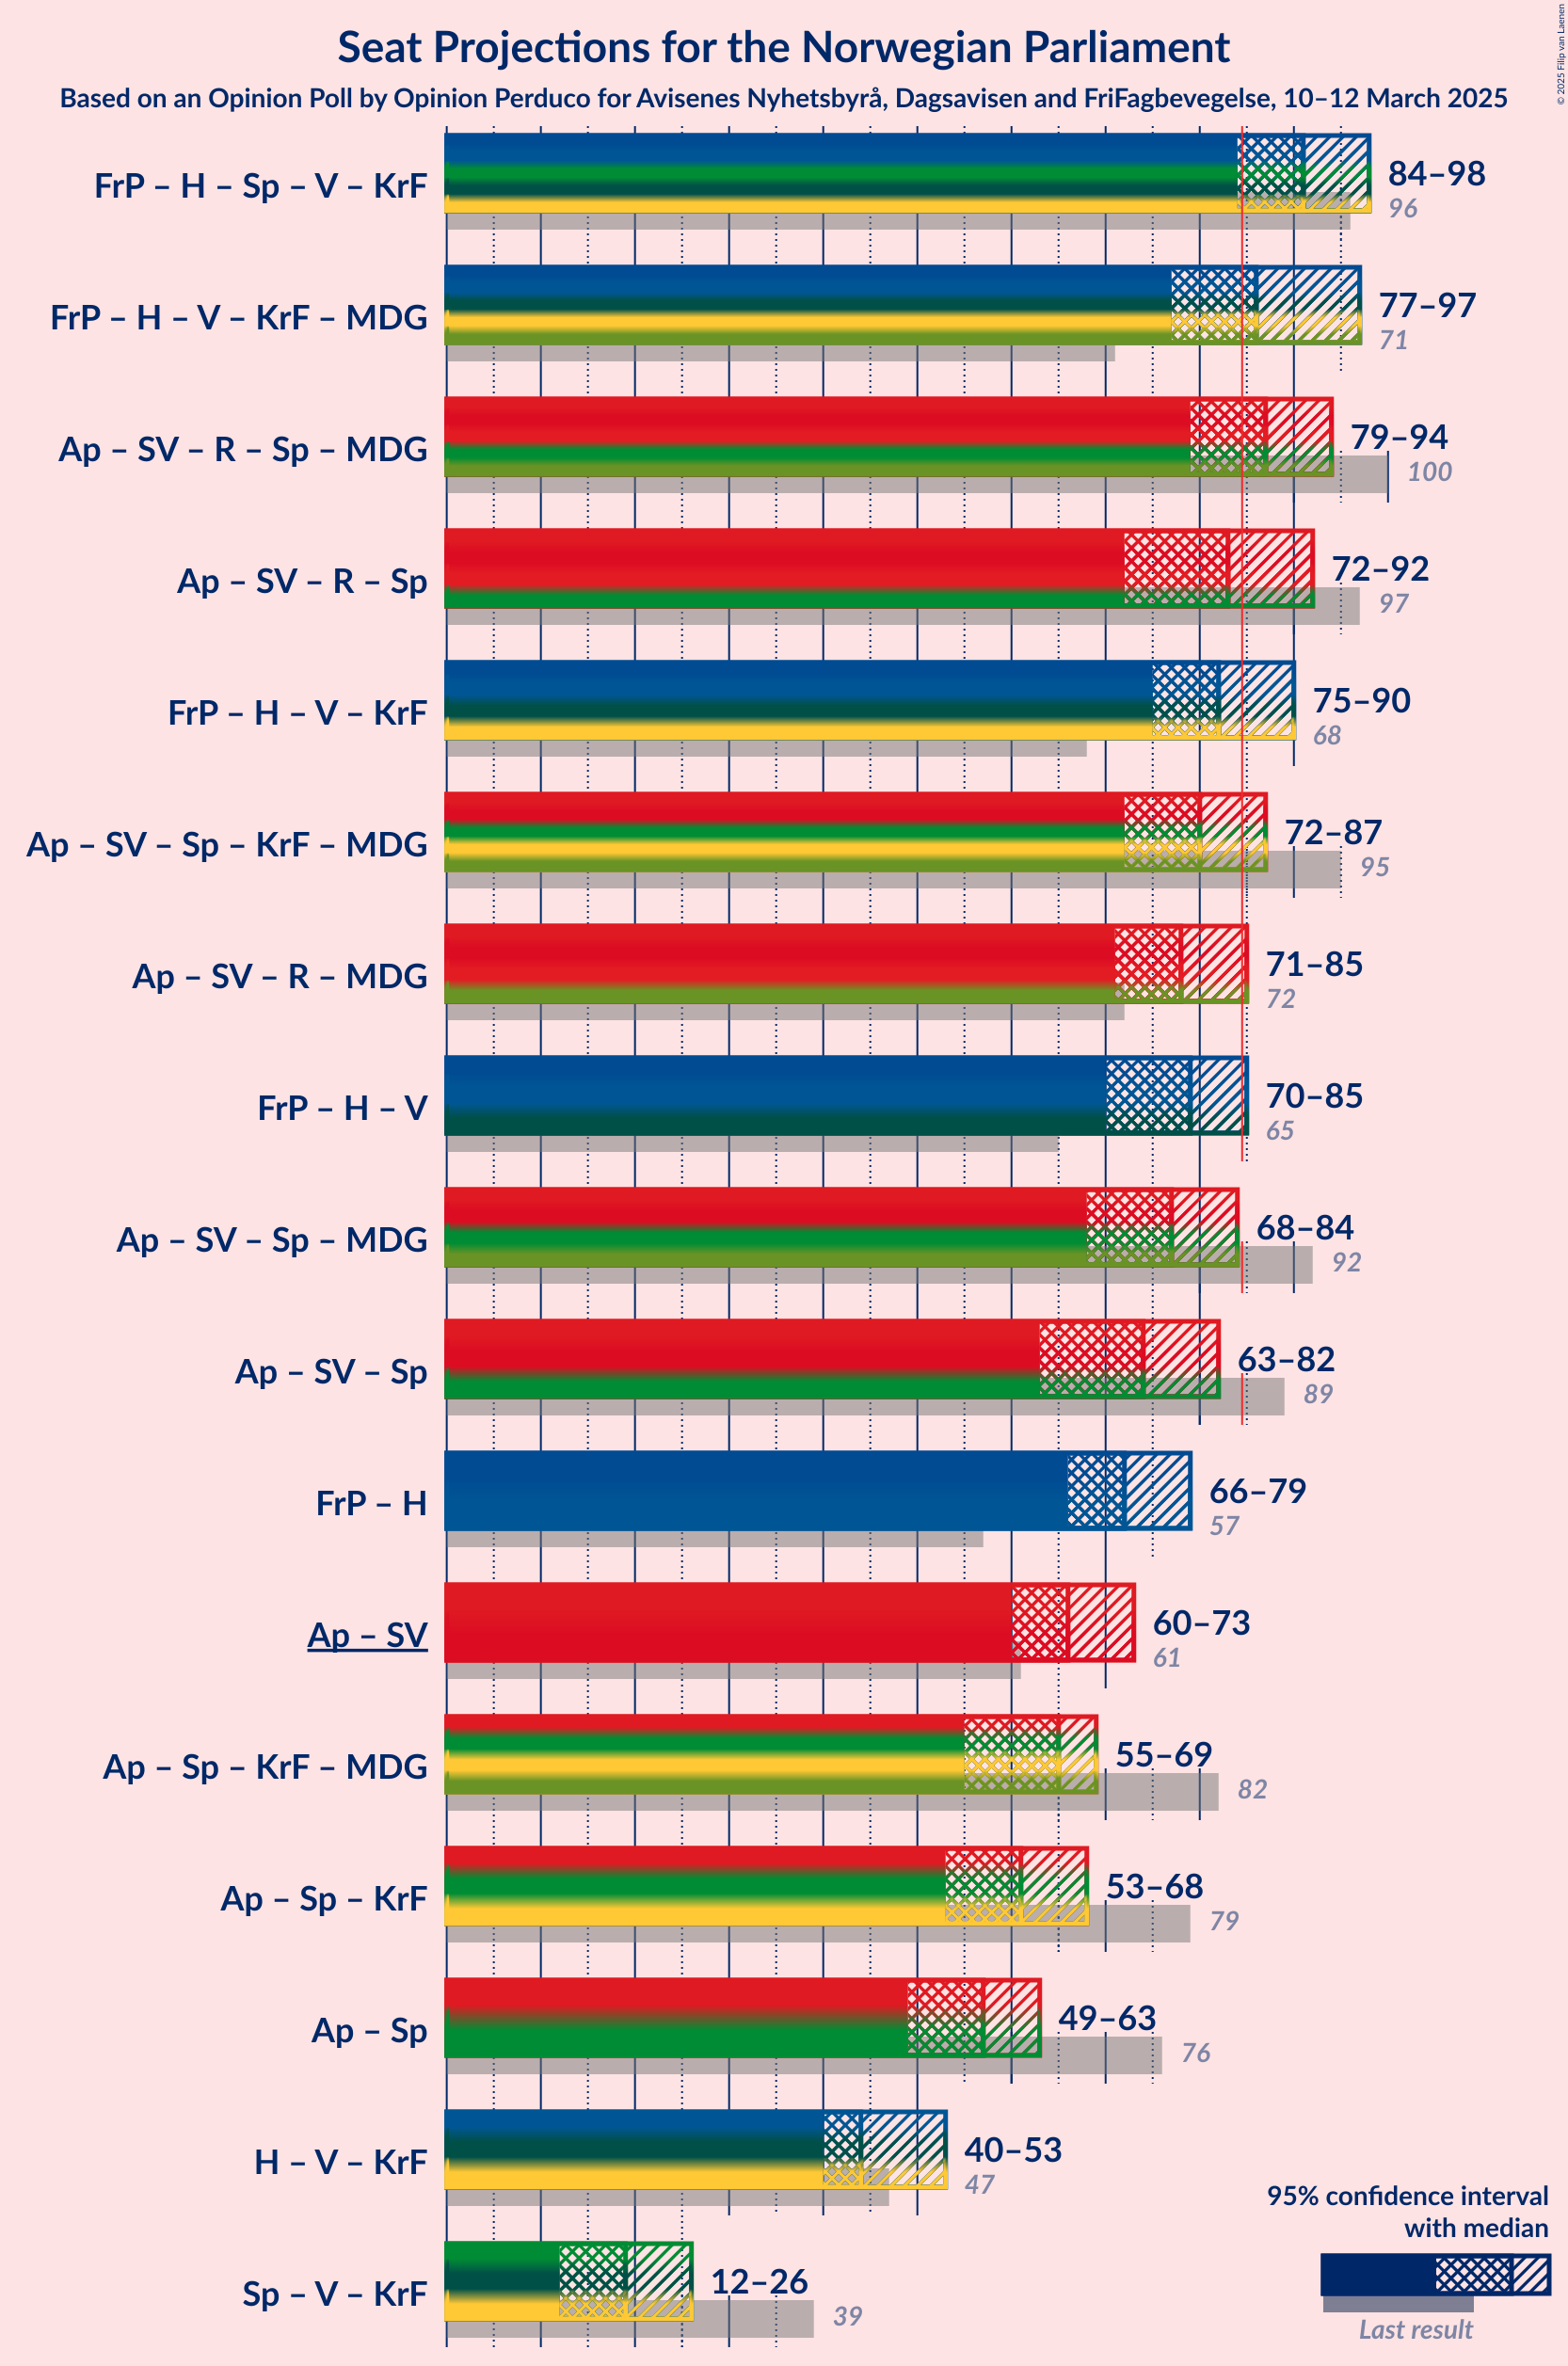 Seat Projections for the Norwegian Parliament
Based on an Opinion Poll by Opinion Perduco for Avisenes Nyhetsbyrå, Dagsavisen and FriFagbevegelse, 10–12 March 2025
© 2025 Filip van Laenen
FrP – H – Sp – V – KrF
84–98
96
FrP – H – V – KrF – MDG
77–97
71
Ap – SV – R – Sp – MDG
79–94
100
Ap – SV – R – Sp
72–92
97
FrP – H – V – KrF
75–90
68
Ap – SV – Sp – KrF – MDG
72–87
95
Ap – SV – R – MDG
71–85
72
FrP – H – V
70–85
65
Ap – SV – Sp – MDG
68–84
92
Ap – SV – Sp
63–82
89
FrP – H
66–79
57
Ap – SV
60–73
61
Ap – Sp – KrF – MDG
55–69
82
Ap – Sp – KrF
53–68
79
Ap – Sp
49–63
76
H – V – KrF
40–53
47
Sp – V – KrF
12–26
39
95% confidence interval
with median
Last result